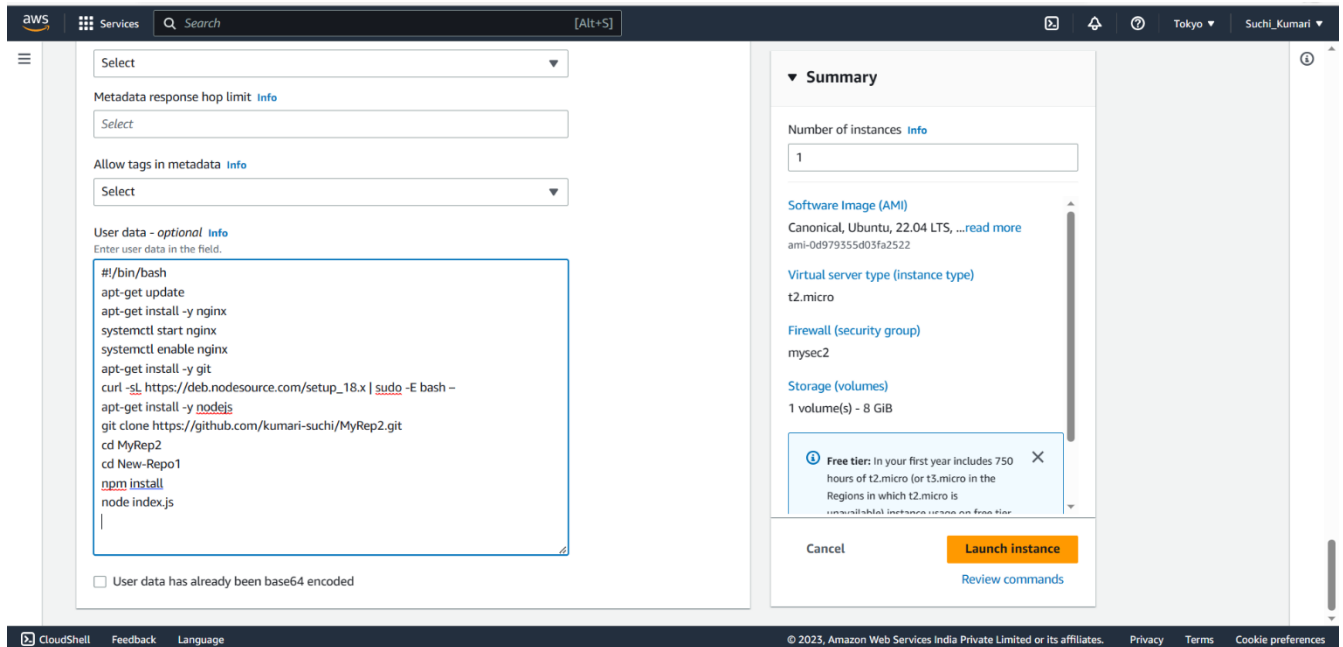 aws
Services
Search
[Alt+S]
Tokyo
Suchi_Kumari
Select
Metadata response hop limit Info
Select
Allow tags in metadata Info
Select
User data - optional Info
Enter user data in the field.
#!/bin/bash
apt-get update
apt-get install -y nginx
systemctl start nginx
systemctl enable nginx
apt-get install -y git
curl -sL https://deb.nodesource.com/setup_18.x | sudo -E bash –
apt-get install -y nodejs
git clone https://github.com/kumari-suchi/MyRep2.git
cd MyRep2
cd New-Repo1
npm install
node index.js
User data has already been base64 encoded
Summary
Number of instances Info
1
Software Image (AMI)
Canonical, Ubuntu, 22.04 LTS, ...read more
ami-0d979355d03fa2522
Virtual server type (instance type)
t2.micro
Firewall (security group)
mysec2
Storage (volumes)
1 volume(s) - 8 GiB
Free tier: In your first year includes 750
hours of t2.micro (or t3.micro in the
Regions in which t2.micro is
unavailable) instance usage on free tier
Cancel
Launch instance
Review commands
CloudShell
Feedback
Language
© 2023, Amazon Web Services India Private Limited or its affiliates.
Privacy
Terms
Cookie preferences